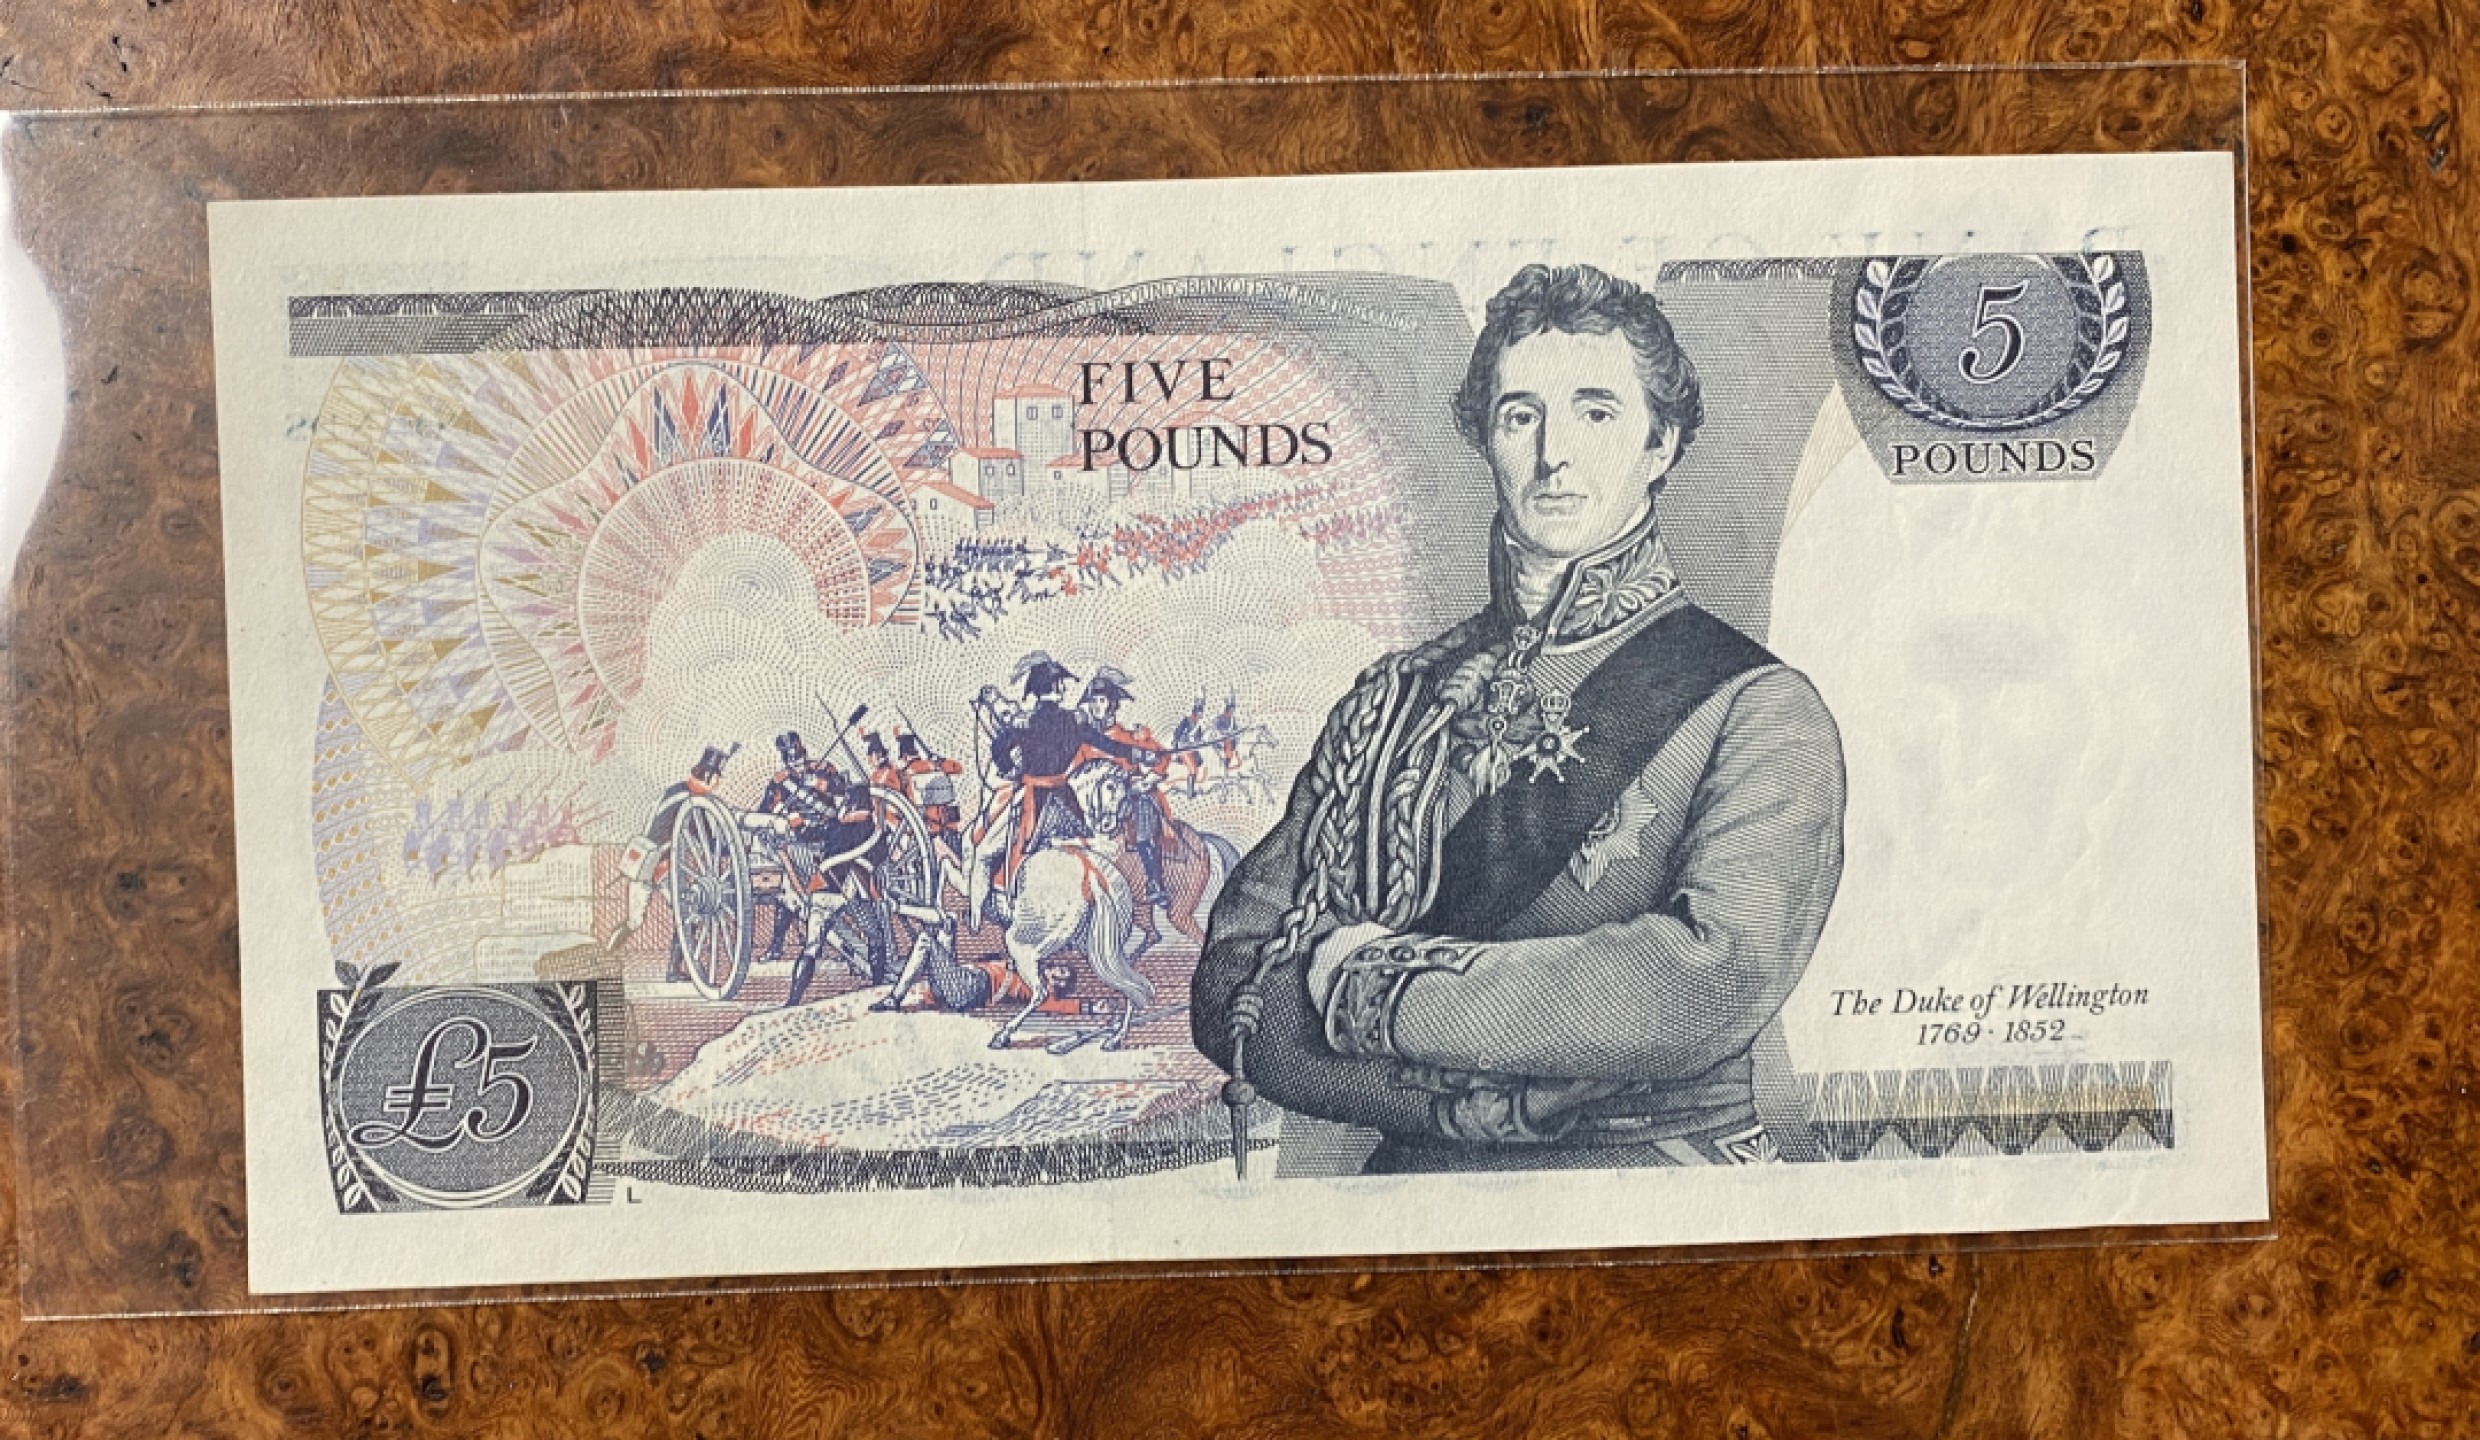 FIVE
POUNDS
5
POUNDS
The Duke of Wellington
1769 · 1852
£5
L